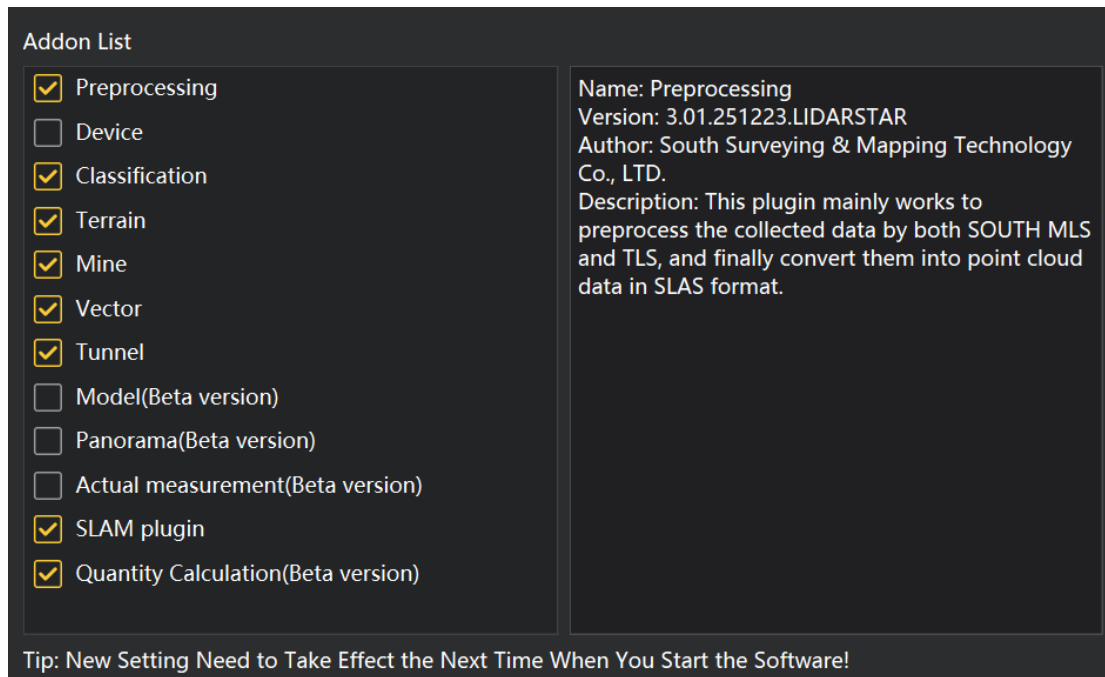 Addon List
Preprocessing
Device
Classification
Terrain
Mine
Vector
Tunnel
Model(Beta version)
Panorama(Beta version)
Actual measurement(Beta version)
SLAM plugin
Quantity Calculation(Beta version)
Name: Preprocessing
Version: 3.01.251223.LIDARSTAR
Author: South Surveying & Mapping Technology
Co., LTD.
Description: This plugin mainly works to
preprocess the collected data by both SOUTH MLS
and TLS, and finally convert them into point cloud
data in SLAS format.
Tip: New Setting Need to Take Effect the Next Time When You Start the Software!